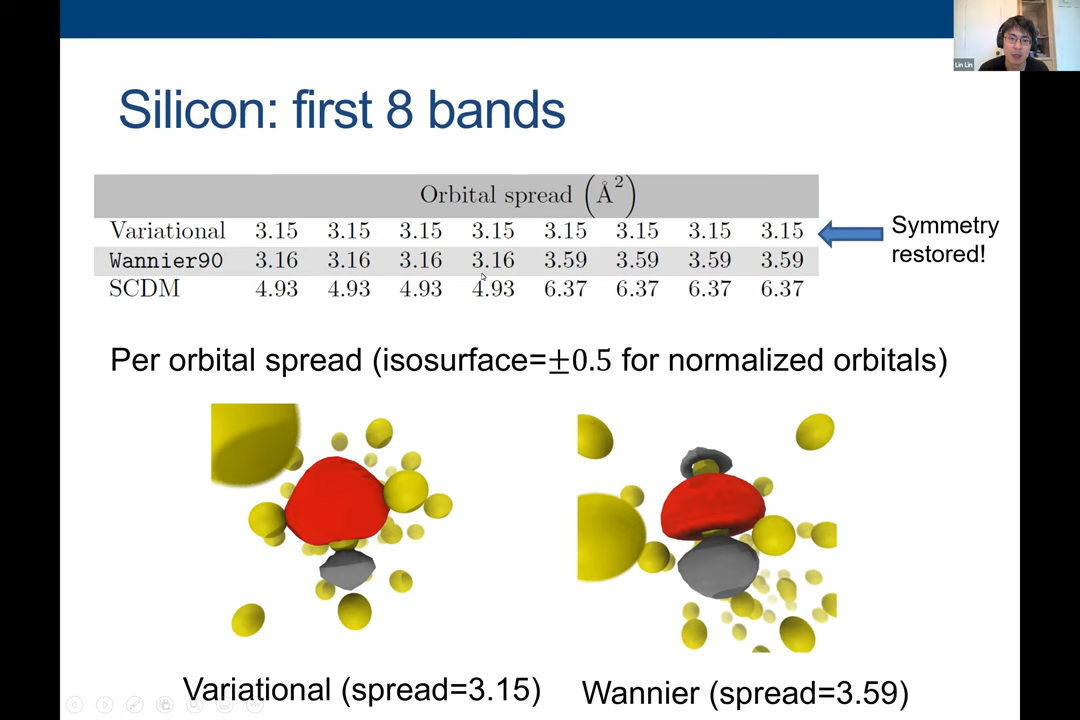 Lin Lin
Silicon: first 8 bands
Orbital spread (Å²)
Variational 3.15 3.15 3.15 3.15 3.15 3.15 3.15 3.15
Wannier90 3.16 3.16 3.16 3.16 3.59 3.59 3.59 3.59
SCDM 4.93 4.93 4.93 4.93 6.37 6.37 6.37 6.37
Symmetry
restored!
Per orbital spread (isosurface=±0.5 for normalized orbitals)
Variational (spread=3.15)
Wannier (spread=3.59)